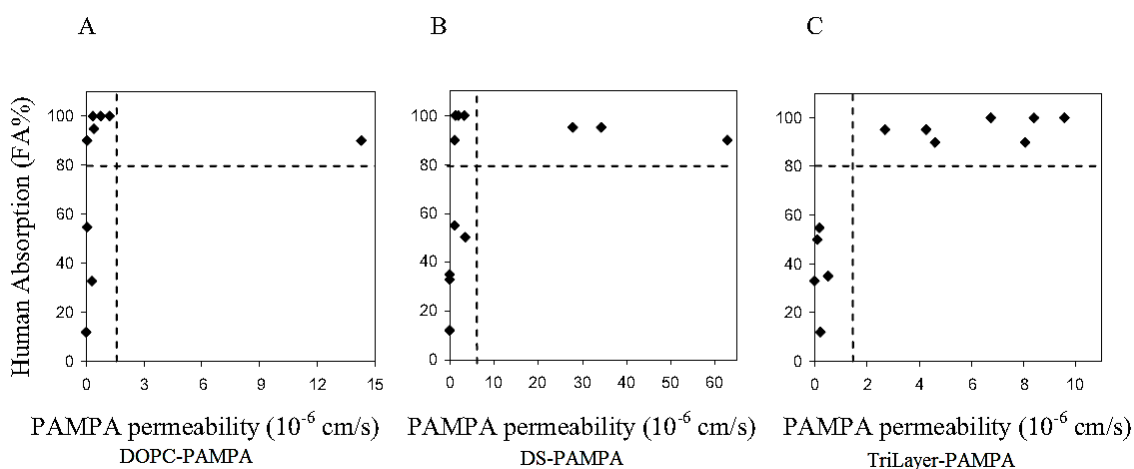 A
B
C
Human Absorption (FA%)
100
80
60
40
20
0
0 3 6 9 12 15
PAMPA permeability (10⁻⁶ cm/s)
DOPC-PAMPA
100
80
60
40
20
0
0 10 20 30 40 50 60
PAMPA permeability (10⁻⁶ cm/s)
DS-PAMPA
100
80
60
40
20
0
0 2 4 6 8 10
PAMPA permeability (10⁻⁶ cm/s)
TriLayer-PAMPA